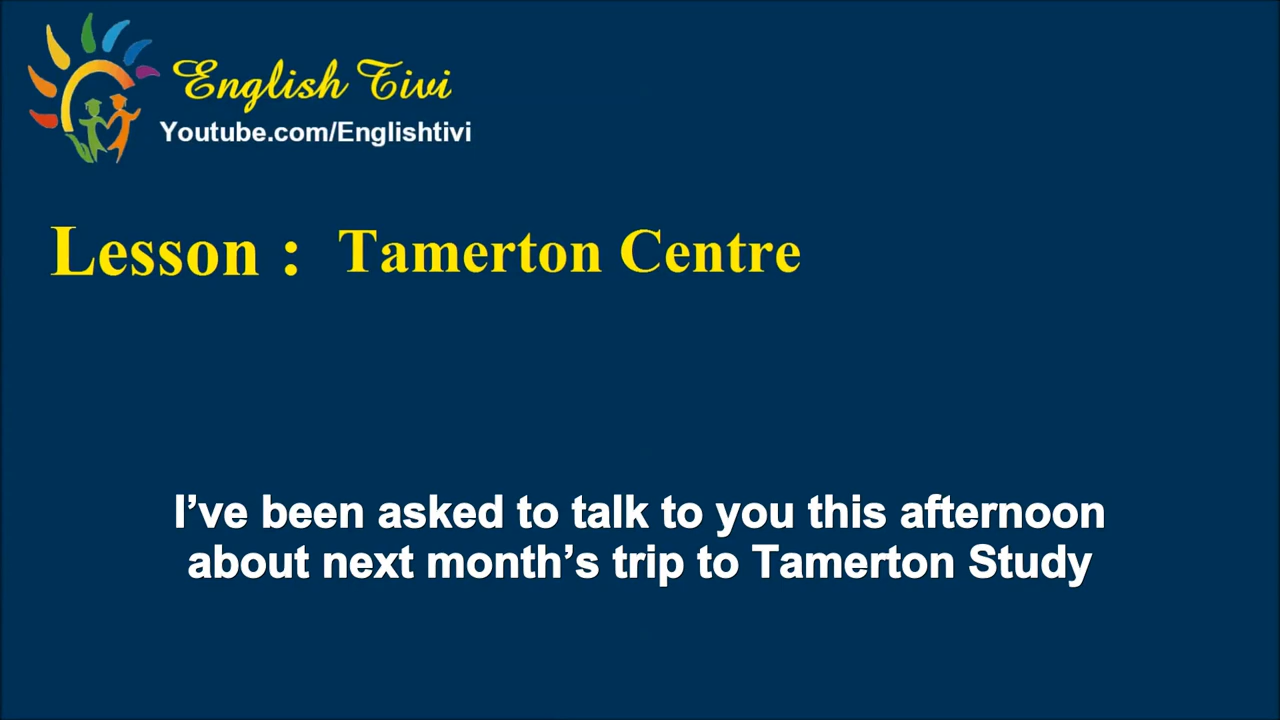 English Tivi
Youtube.com/Englishtivi
Lesson : Tamerton Centre
I’ve been asked to talk to you this afternoon
about next month’s trip to Tamerton Study